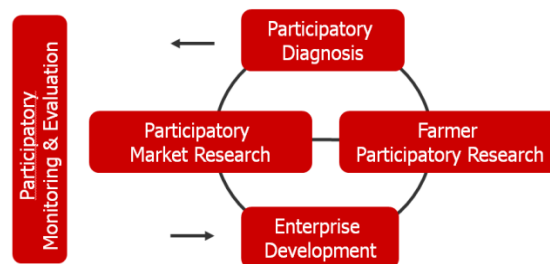 Participatory
Monitoring & Evaluation
Participatory
Diagnosis
Participatory
Market Research
Farmer
Participatory Research
Enterprise
Development